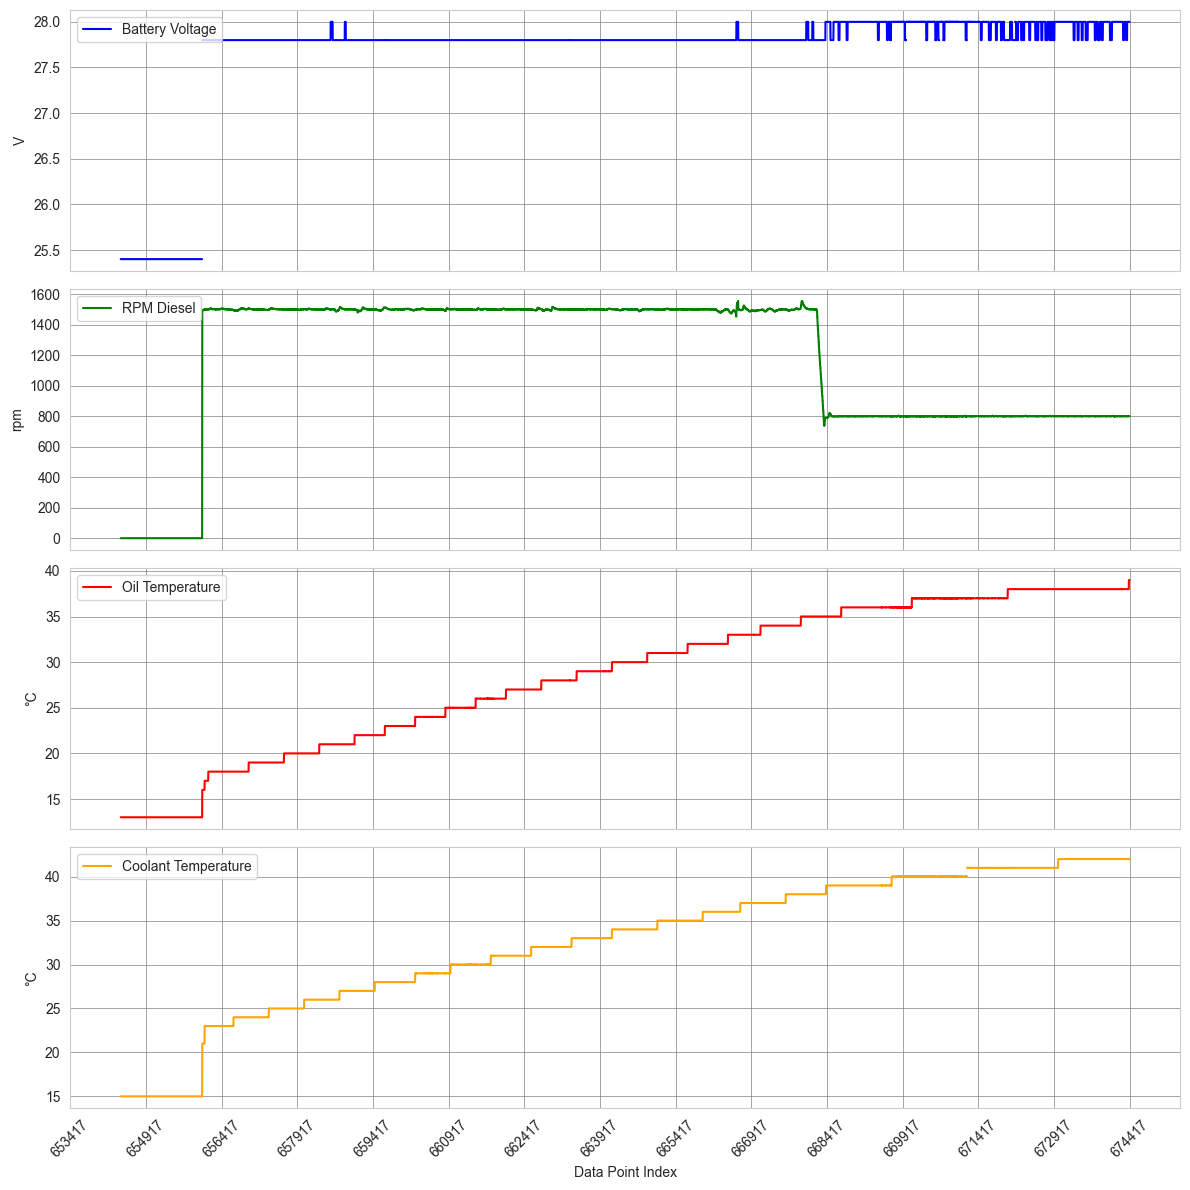 28.0
27.5
27.0
26.5
26.0
25.5
V
Battery Voltage
1600
1400
1200
1000
800
600
400
200
0
rpm
RPM Diesel
40
35
30
25
20
15
°C
Oil Temperature
40
35
30
25
20
15
°C
Coolant Temperature
653417 654917 656417 657917 659417 660917 662417 663917 665417 666917 668417 669917 671417 672917 674417
Data Point Index